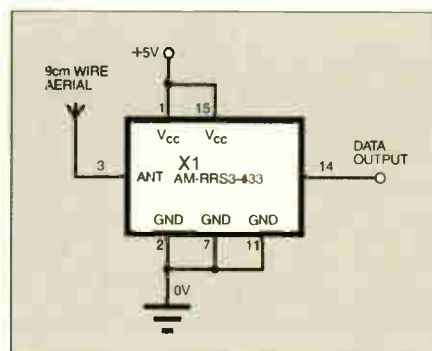 +5V
9cm WIRE
AERIAL
1
15
VCC
VCC
X1
3
ANT
AM-RRS3-433
14
DATA
OUTPUT
GND
GND
GND
2
7
11
0V